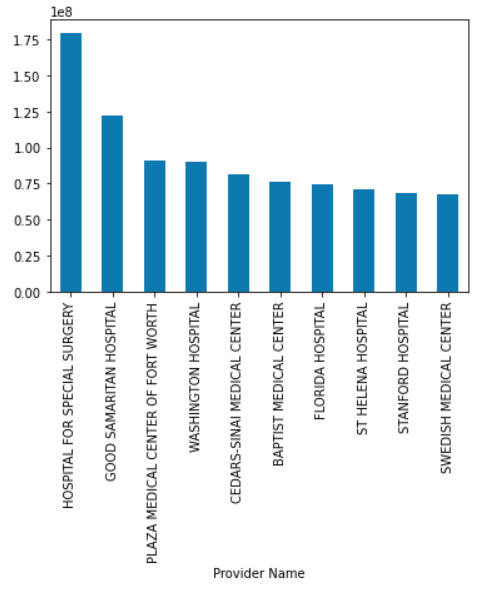 1e8
1.75
1.50
1.25
1.00
0.75
0.50
0.25
0.00
HOSPITAL FOR SPECIAL SURGERY
GOOD SAMARITAN HOSPITAL
PLAZA MEDICAL CENTER OF FORT WORTH
WASHINGTON HOSPITAL
CEDARS-SINAI MEDICAL CENTER
BAPTIST MEDICAL CENTER
FLORIDA HOSPITAL
ST HELENA HOSPITAL
STANFORD HOSPITAL
SWEDISH MEDICAL CENTER
Provider Name